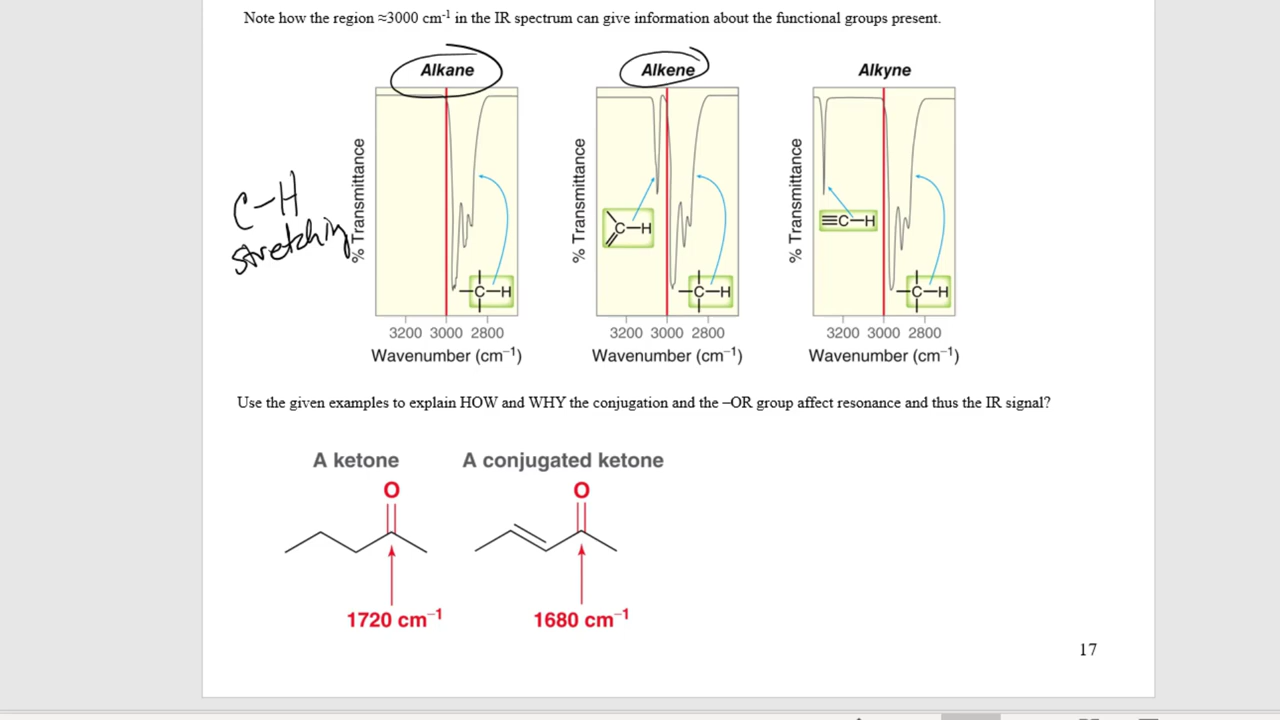 Note how the region ≈3000 cm⁻¹ in the IR spectrum can give information about the functional groups present.
Alkane
Alkene
Alkyne
% Transmittance
% Transmittance
% Transmittance
C-H
stretching
C-H
≡C-H
-C-H
-C-H
-C-H
3200 3000 2800
3200 3000 2800
3200 3000 2800
Wavenumber (cm⁻¹)
Wavenumber (cm⁻¹)
Wavenumber (cm⁻¹)
Use the given examples to explain HOW and WHY the conjugation and the –OR group affect resonance and thus the IR signal?
A ketone
A conjugated ketone
O
O
1720 cm⁻¹
1680 cm⁻¹
17